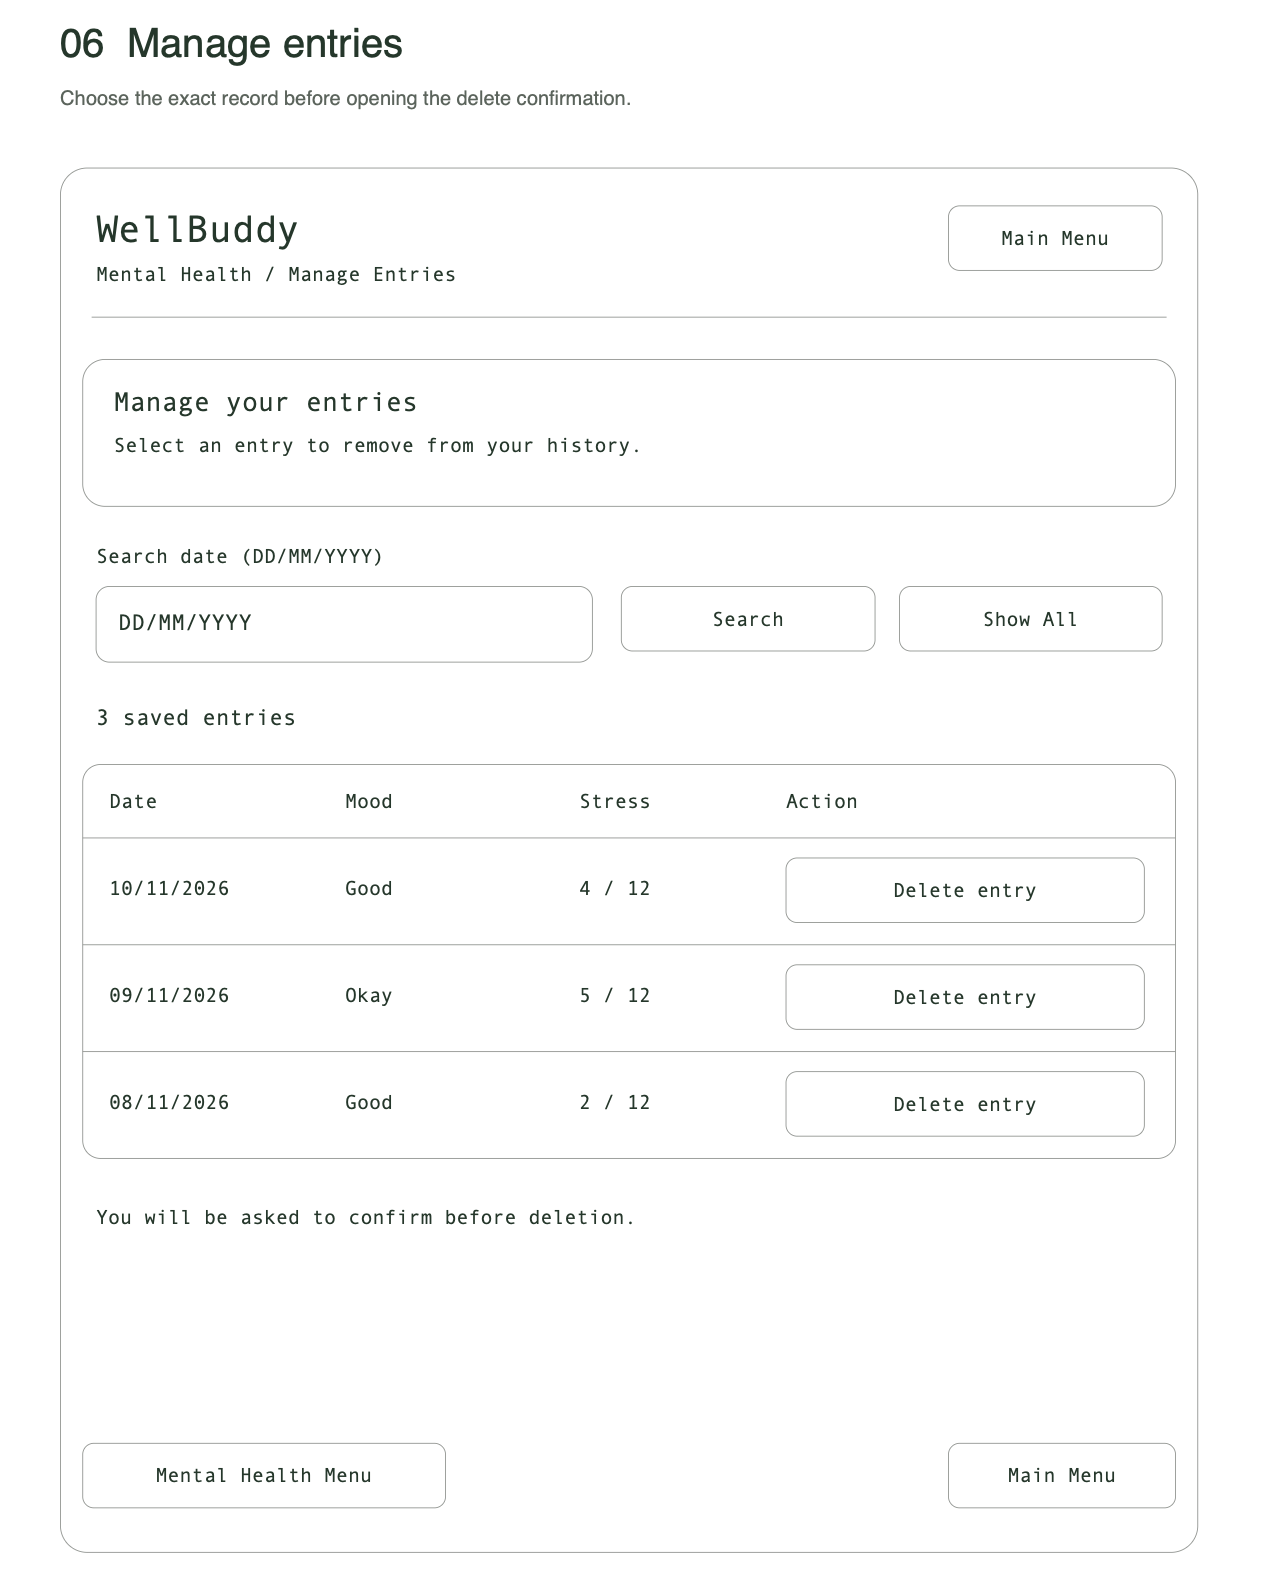 06 Manage entries
Choose the exact record before opening the delete confirmation.
WellBuddy
Main Menu
Mental Health / Manage Entries
Manage your entries
Select an entry to remove from your history.
Search date (DD/MM/YYYY)
DD/MM/YYYY Search Show All
3 saved entries
Date Mood Stress Action
10/11/2026 Good 4 / 12 Delete entry
09/11/2026 Okay 5 / 12 Delete entry
08/11/2026 Good 2 / 12 Delete entry
You will be asked to confirm before deletion.
Mental Health Menu Main Menu